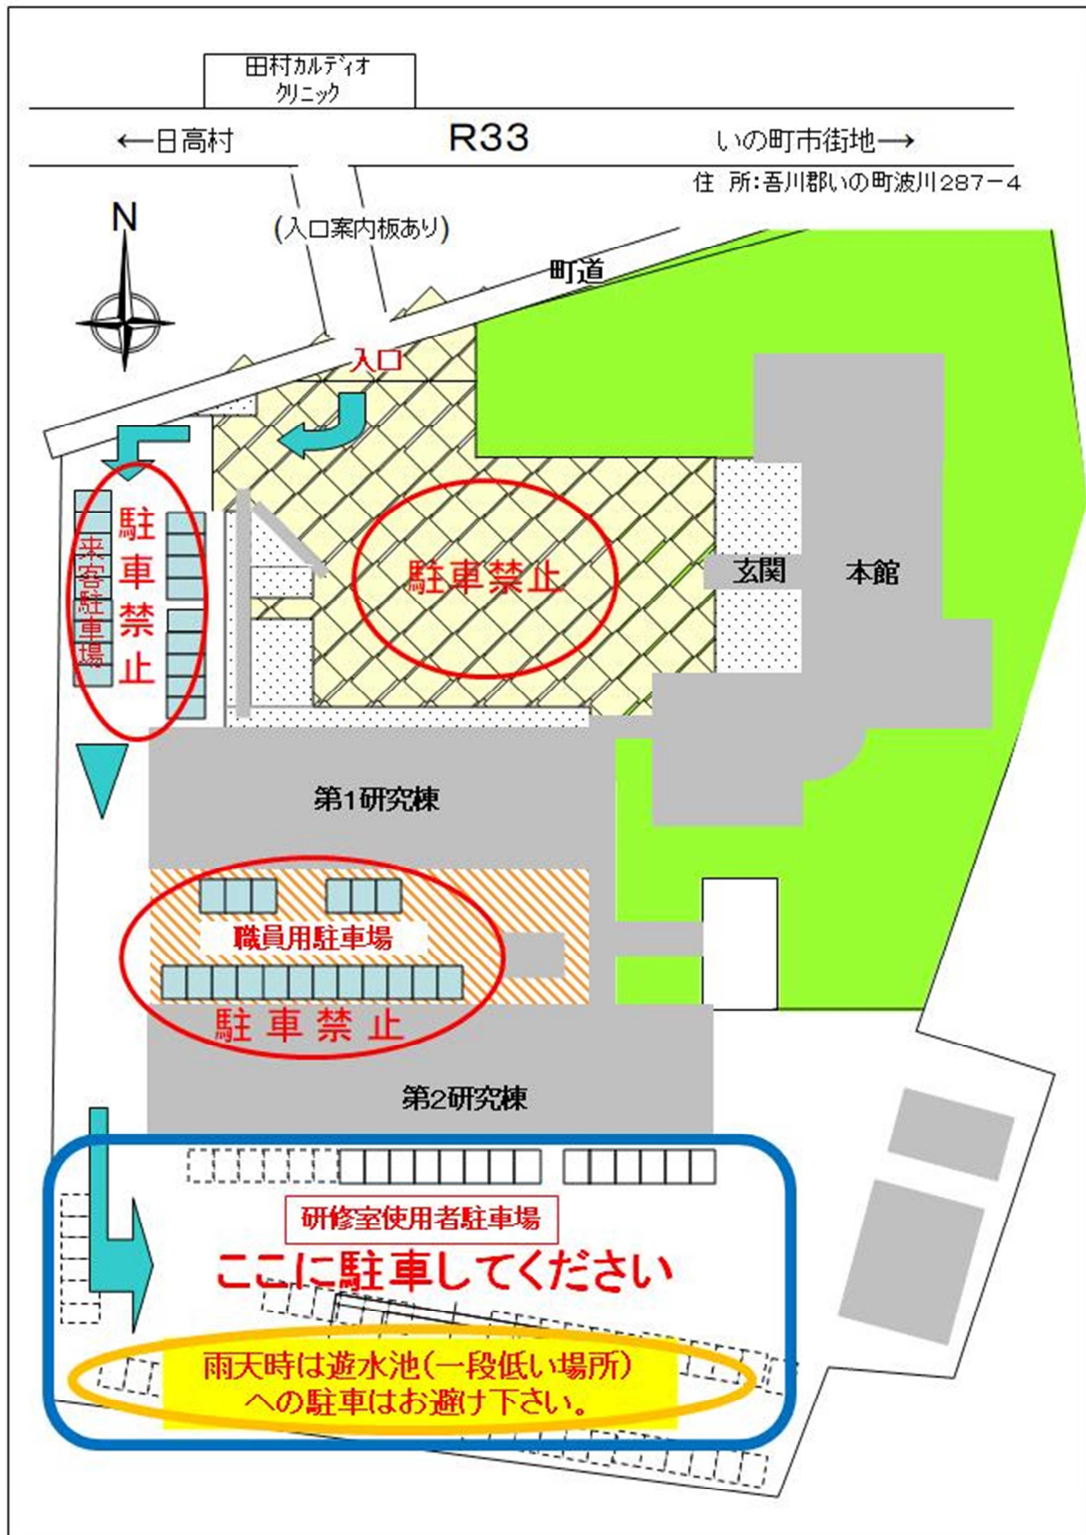 田村カルディオ
クリニック
←日高村
R33
いの町市街地→
住 所:吾川郡いの町波川287-4
N
(入口案内板あり)
町道
入口
駐車禁止
来客駐車場
駐車禁止
玄関
本館
第1研究棟
職員用駐車場
駐車禁止
第2研究棟
研修室使用者駐車場
ここに駐車してください
雨天時は遊水池(一段低い場所)
への駐車はお避け下さい。